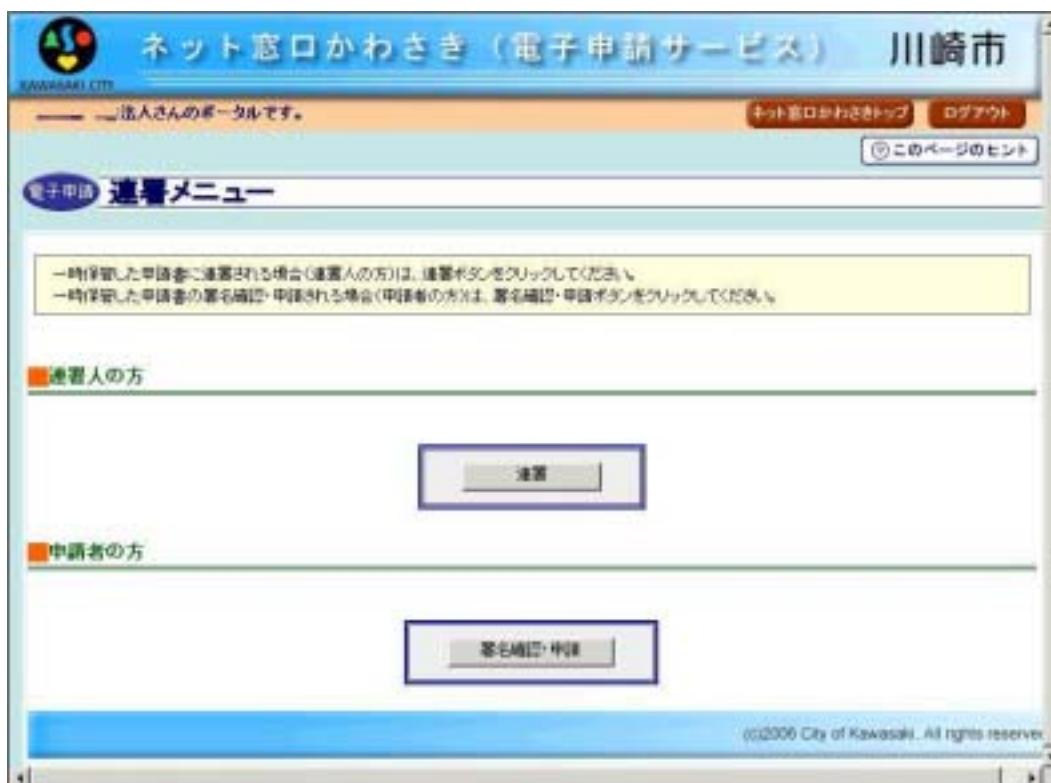 ネット窓口かわさき（電子申請サービス） 川崎市
KAWASAKI CITY
法人さんのポータルです。 ネット窓口かわさきトップ ログアウト
このページのヒント
電子申請 連署メニュー
一時保管した申請書に連署される場合（連署人の方）は、連署ボタンをクリックしてください。
一時保管した申請書の署名確認・申請される場合（申請者の方）は、署名確認・申請ボタンをクリックしてください。
連署人の方
連署
申請者の方
署名確認・申請
(c)2006 City of Kawasaki. All rights reserve